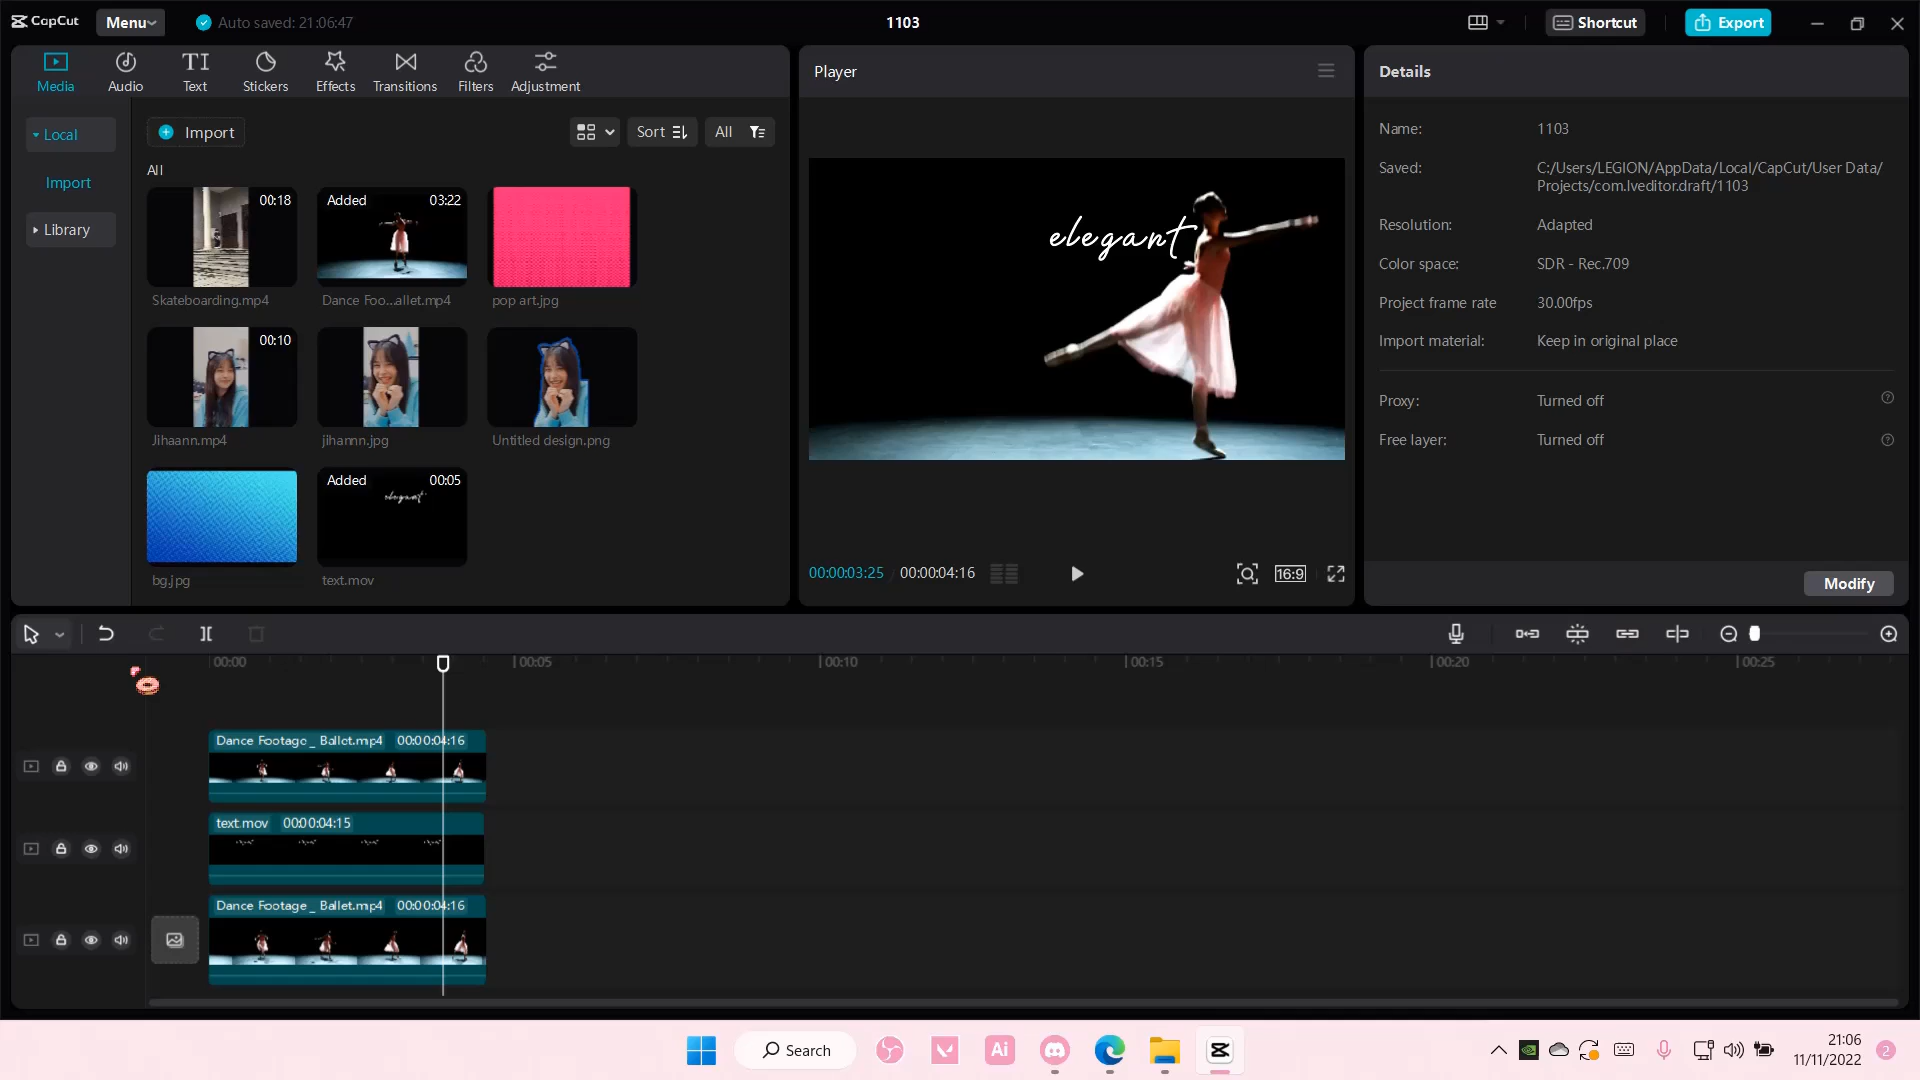 CapCut
Menu
Auto saved: 21:06:47
1103
Shortcut
Export
Media
Audio
Text
Stickers
Effects
Transitions
Filters
Adjustment
Local
Import
Library
Import
Sort
All
All
00:18
Added
03:22
Skateboarding.mp4
Dance Foo...allet.mp4
pop art.jpg
00:10
Jihaann.mp4
jihannn.jpg
Untitled design.png
Added
00:05
elegant
bg.jpg
text.mov
Player
elegant
00:00:03:25 / 00:00:04:16
16:9
Details
Name:
1103
Saved:
C:/Users/LEGION/AppData/Local/CapCut/User Data/
Projects/com.lveditor.draft/1103
Resolution:
Adapted
Color space:
SDR - Rec.709
Project frame rate
30.00fps
Import material:
Keep in original place
Proxy:
Turned off
Free layer:
Turned off
Modify
00:00
00:05
00:10
00:15
00:20
00:25
Dance Footage _ Ballet.mp4 00:00:04:16
text.mov 00:00:04:15
Dance Footage _ Ballet.mp4 00:00:04:16
Search
Ai
21:06
11/11/2022
2